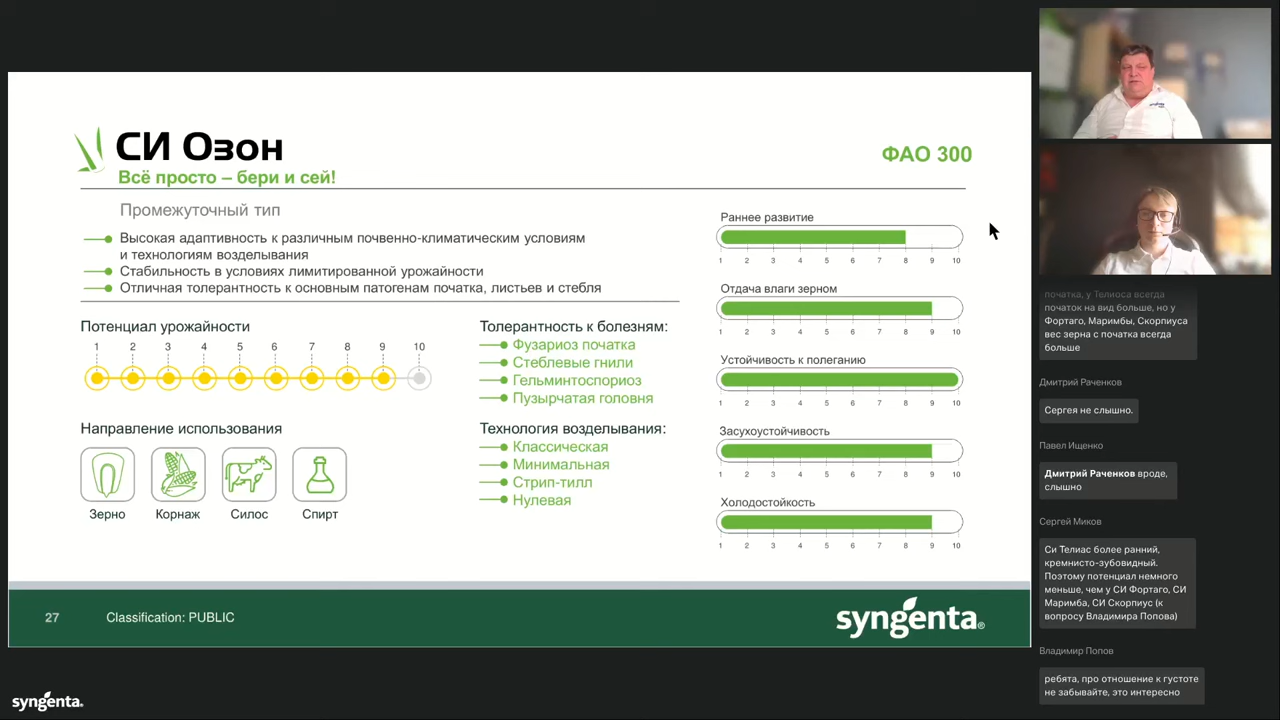 СИ Озон
Всё просто – бери и сей!
ФАО 300
Промежуточный тип
Высокая адаптивность к различным почвенно-климатическим условиям
и технологиям возделывания
Стабильность в условиях лимитированной урожайности
Отличная толерантность к основным патогенам початка, листьев и стебля
Потенциал урожайности
1 2 3 4 5 6 7 8 9 10
Направление использования
Зерно Корнаж Силос Спирт
Толерантность к болезням:
Фузариоз початка
Стеблевые гнили
Гельминтоспориоз
Пузырчатая головня
Технология возделывания:
Классическая
Минимальная
Стрип-тилл
Нулевая
Раннее развитие
1 2 3 4 5 6 7 8 9 10
Отдача влаги зерном
1 2 3 4 5 6 7 8 9 10
Устойчивость к полеганию
1 2 3 4 5 6 7 8 9 10
Засухоустойчивость
1 2 3 4 5 6 7 8 9 10
Холодостойкость
1 2 3 4 5 6 7 8 9 10
27
Classification: PUBLIC
syngenta®
syngenta.
початка, у Телиоса всегда
початок на вид больше, но у
Фортаго, Маримбы, Скорпиуса
вес зерна с початка всегда
больше
Дмитрий Раченков
Сергея не слышно.
Павел Ищенко
Дмитрий Раченков вроде,
слышно
Сергей Миков
Си Телиас более ранний,
кремнисто-зубовидный.
Поэтому потенциал немного
меньше, чем у СИ Фортаго, СИ
Маримба, СИ Скорпиус (к
вопросу Владимира Попова)
Владимир Попов
ребята, про отношение к густоте
не забывайте, это интересно